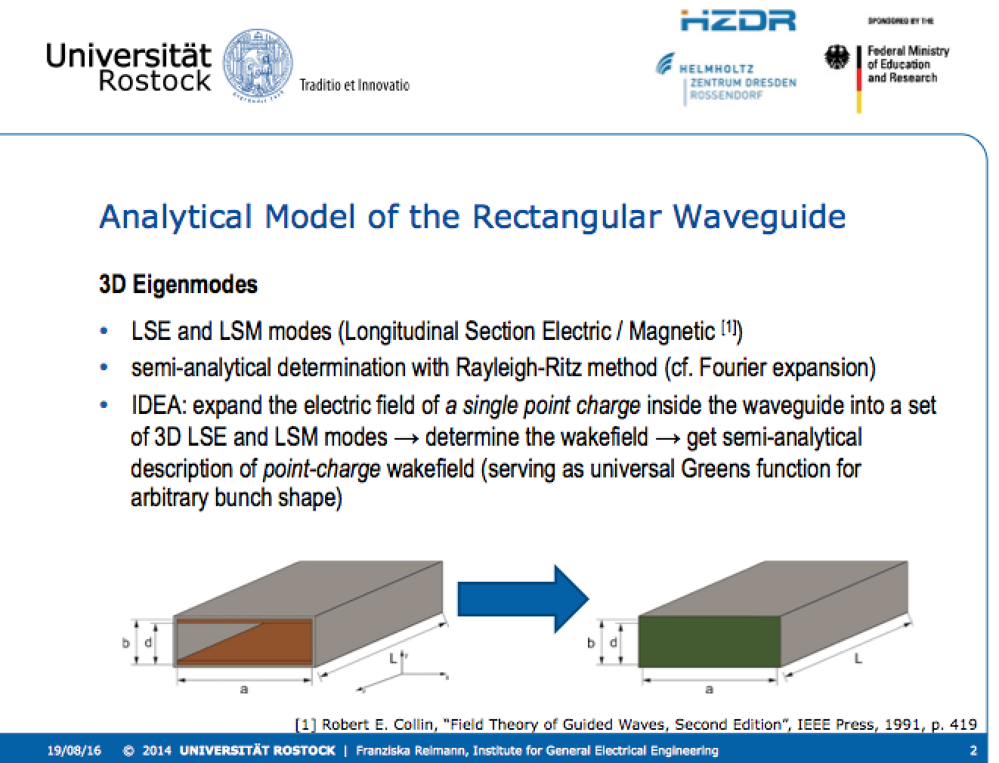 Universität
Rostock
Traditio et Innovatio
HZDR
HELMHOLTZ
ZENTRUM DRESDEN
ROSSENDORF
SPONSORED BY THE
Federal Ministry
of Education
and Research
Analytical Model of the Rectangular Waveguide
3D Eigenmodes
• LSE and LSM modes (Longitudinal Section Electric / Magnetic [1])
• semi-analytical determination with Rayleigh-Ritz method (cf. Fourier expansion)
• IDEA: expand the electric field of a single point charge inside the waveguide into a set
of 3D LSE and LSM modes → determine the wakefield → get semi-analytical
description of point-charge wakefield (serving as universal Greens function for
arbitrary bunch shape)
b d
L
a
b d
L
a
[1] Robert E. Collin, “Field Theory of Guided Waves, Second Edition”, IEEE Press, 1991, p. 419
19/08/16 © 2014 UNIVERSITÄT ROSTOCK | Franziska Reimann, Institute for General Electrical Engineering 2